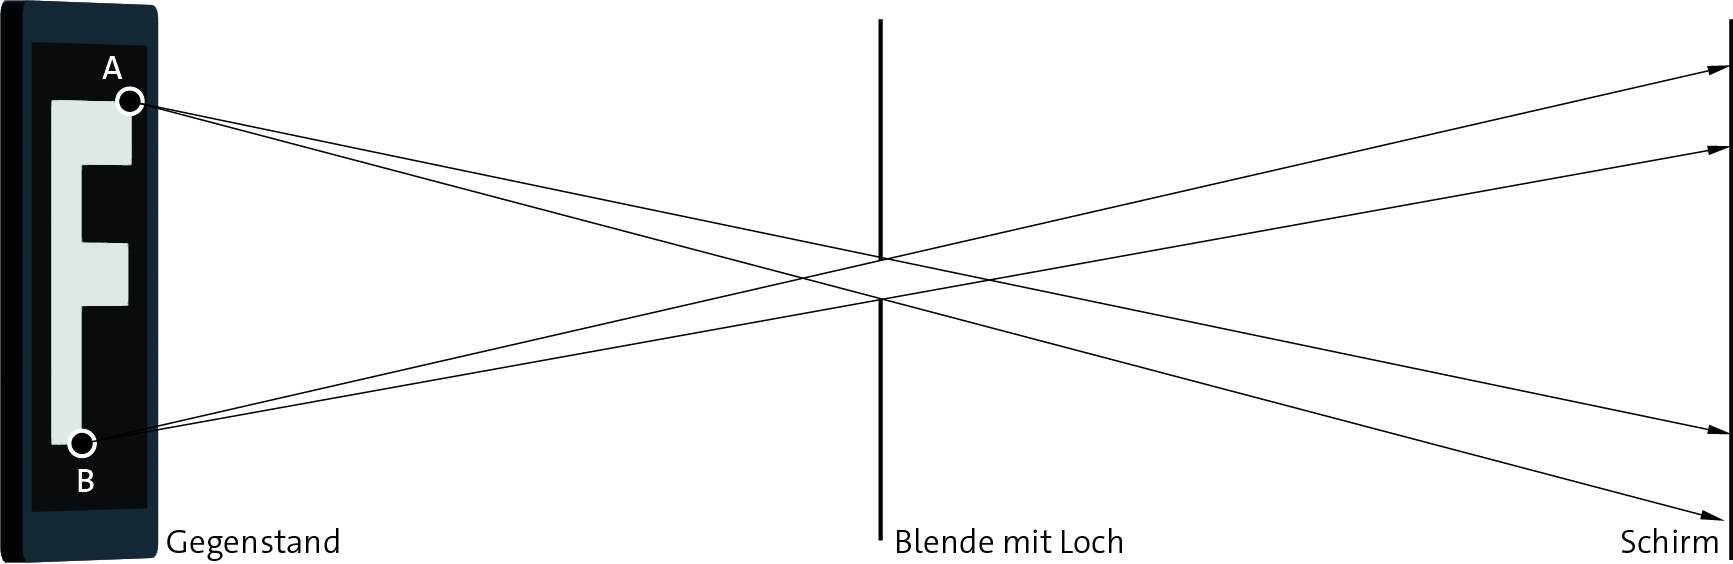 A
F
B
Gegenstand
Blende mit Loch
Schirm